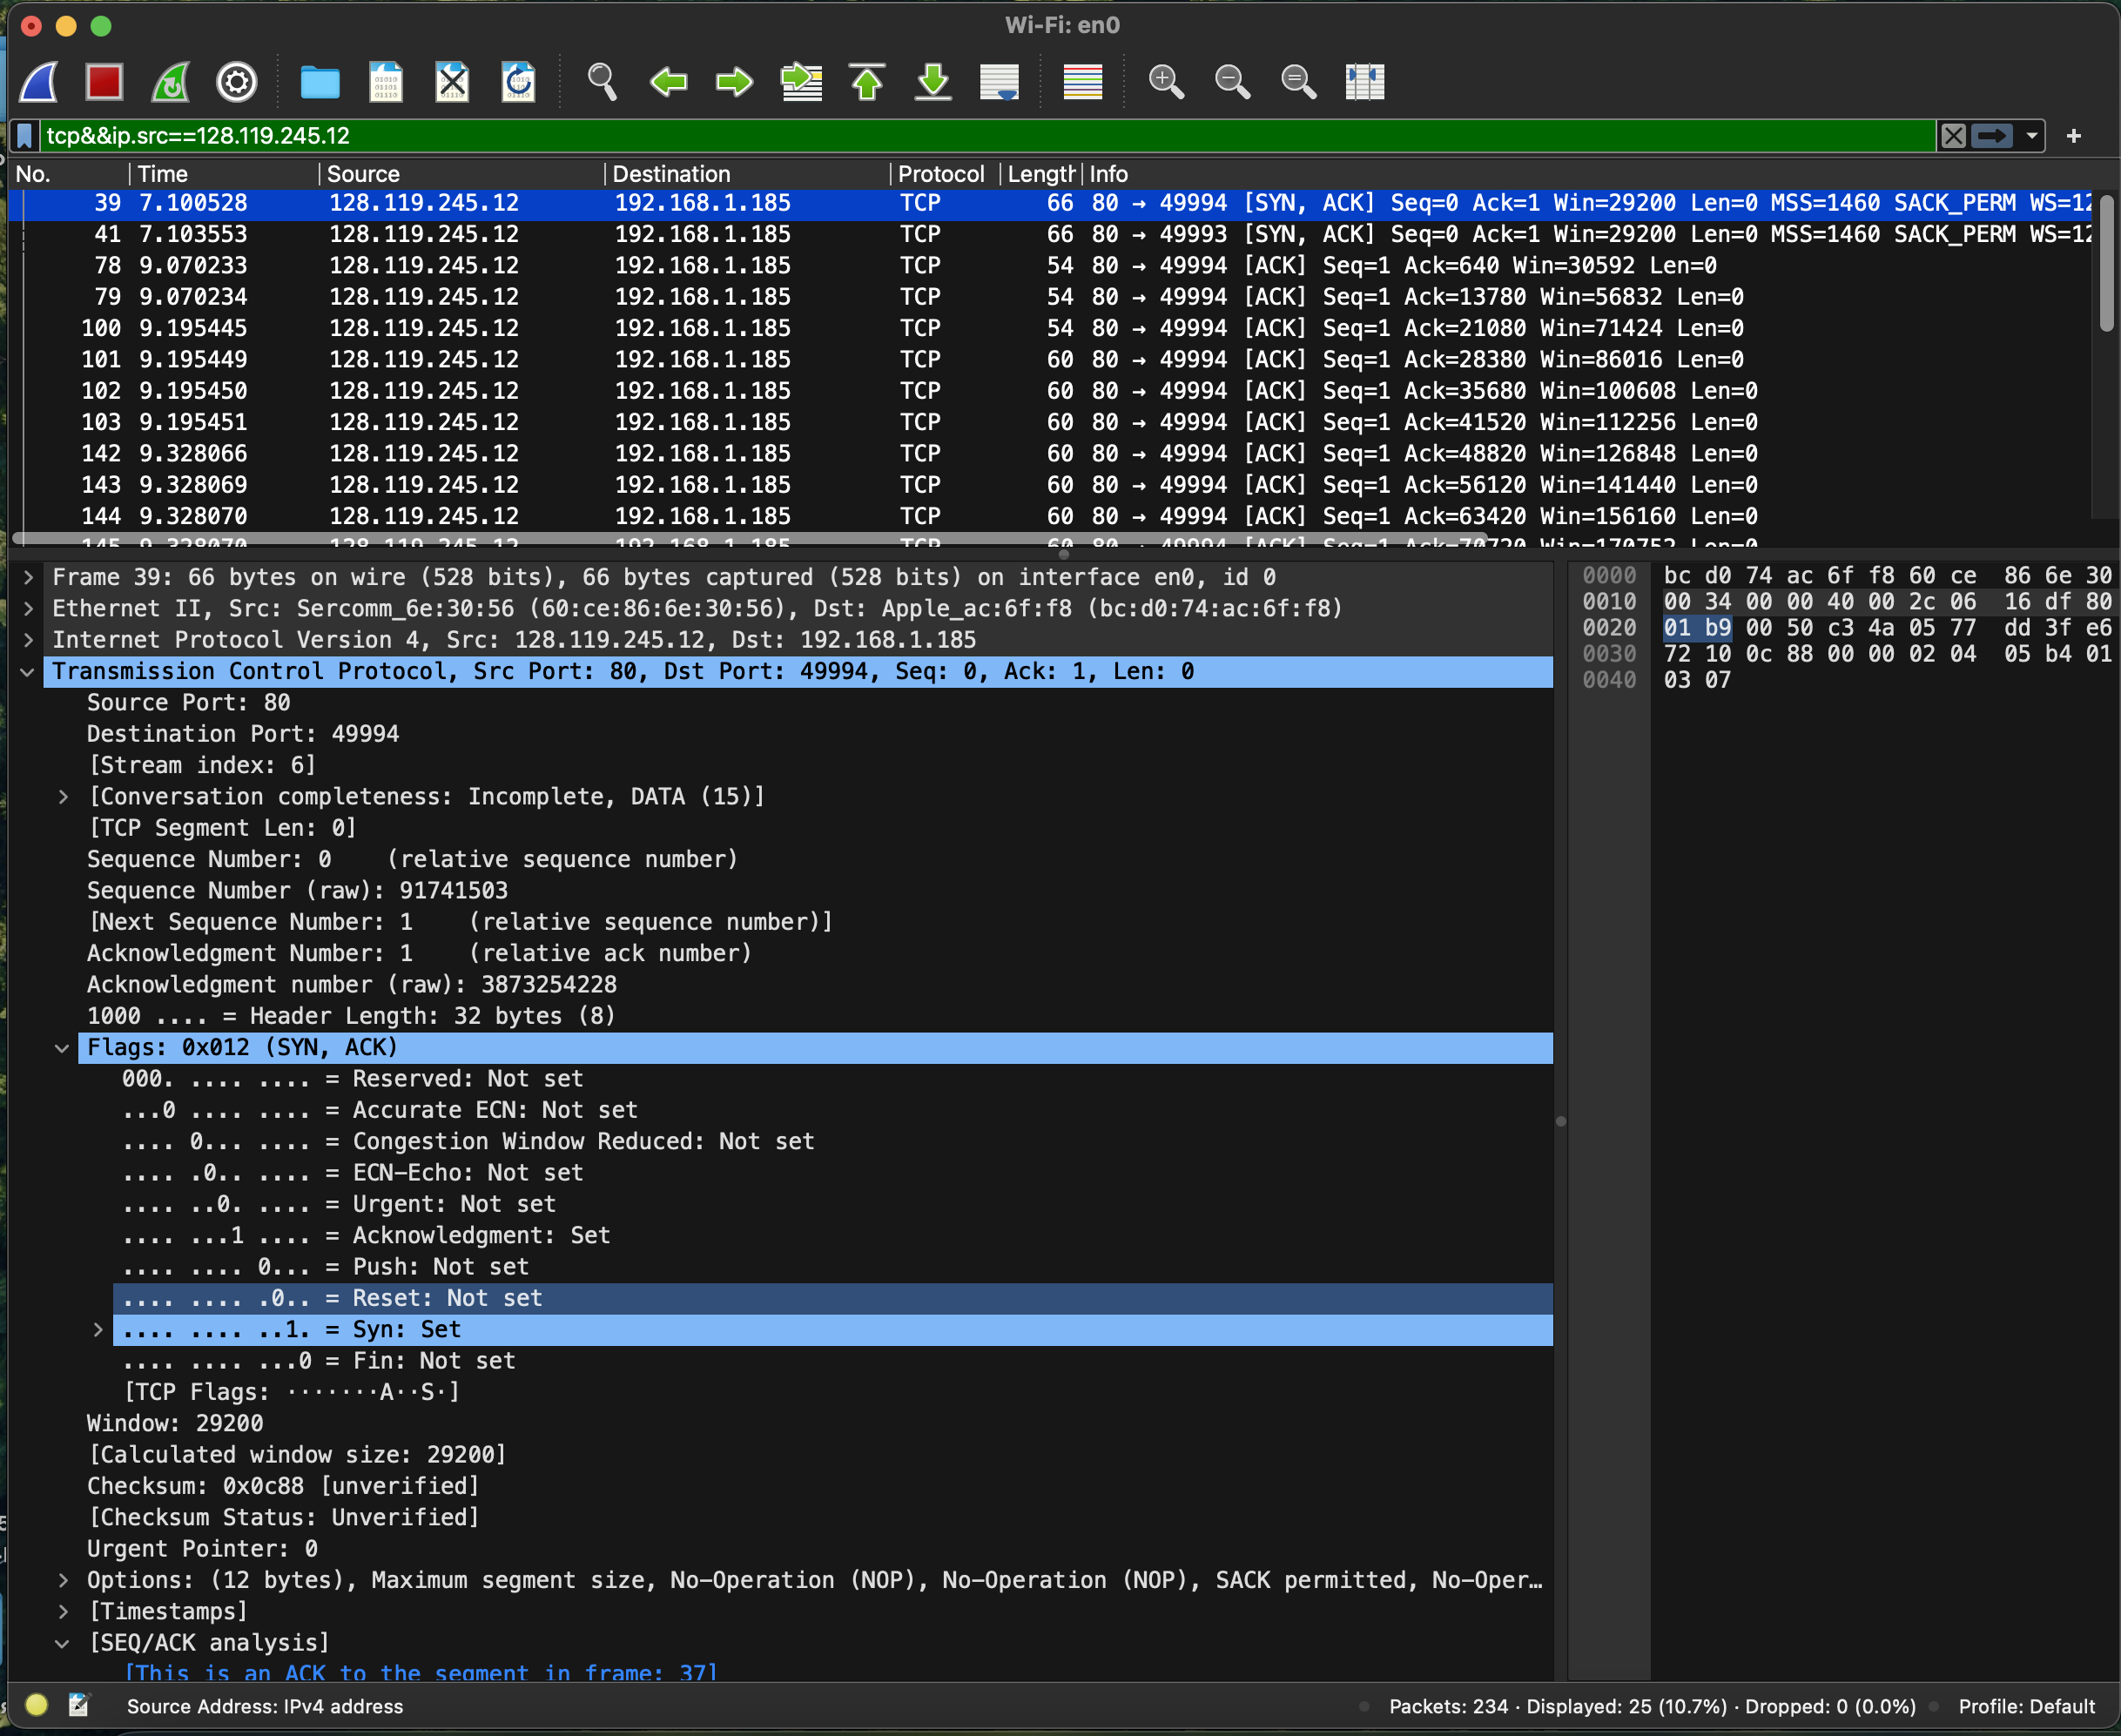 Wi-Fi: en0
tcp&&ip.src==128.119.245.12
No. Time Source Destination Protocol Length Info
39 7.100528 128.119.245.12 192.168.1.185 TCP 66 80 → 49994 [SYN, ACK] Seq=0 Ack=1 Win=29200 Len=0 MSS=1460 SACK_PERM WS=12
41 7.103553 128.119.245.12 192.168.1.185 TCP 66 80 → 49993 [SYN, ACK] Seq=0 Ack=1 Win=29200 Len=0 MSS=1460 SACK_PERM WS=12
78 9.070233 128.119.245.12 192.168.1.185 TCP 54 80 → 49994 [ACK] Seq=1 Ack=640 Win=30592 Len=0
79 9.070234 128.119.245.12 192.168.1.185 TCP 54 80 → 49994 [ACK] Seq=1 Ack=13780 Win=56832 Len=0
100 9.195445 128.119.245.12 192.168.1.185 TCP 54 80 → 49994 [ACK] Seq=1 Ack=21080 Win=71424 Len=0
101 9.195449 128.119.245.12 192.168.1.185 TCP 60 80 → 49994 [ACK] Seq=1 Ack=28380 Win=86016 Len=0
102 9.195450 128.119.245.12 192.168.1.185 TCP 60 80 → 49994 [ACK] Seq=1 Ack=35680 Win=100608 Len=0
103 9.195451 128.119.245.12 192.168.1.185 TCP 60 80 → 49994 [ACK] Seq=1 Ack=41520 Win=112256 Len=0
142 9.328066 128.119.245.12 192.168.1.185 TCP 60 80 → 49994 [ACK] Seq=1 Ack=48820 Win=126848 Len=0
143 9.328069 128.119.245.12 192.168.1.185 TCP 60 80 → 49994 [ACK] Seq=1 Ack=56120 Win=141440 Len=0
144 9.328070 128.119.245.12 192.168.1.185 TCP 60 80 → 49994 [ACK] Seq=1 Ack=63420 Win=156160 Len=0
145 9.328070 128.119.245.12 192.168.1.185 TCP 60 80 → 49994 [ACK] Seq=1 Ack=70720 Win=170752 Len=0
Frame 39: 66 bytes on wire (528 bits), 66 bytes captured (528 bits) on interface en0, id 0
Ethernet II, Src: Sercomm_6e:30:56 (60:ce:86:6e:30:56), Dst: Apple_ac:6f:f8 (bc:d0:74:ac:6f:f8)
Internet Protocol Version 4, Src: 128.119.245.12, Dst: 192.168.1.185
Transmission Control Protocol, Src Port: 80, Dst Port: 49994, Seq: 0, Ack: 1, Len: 0
Source Port: 80
Destination Port: 49994
[Stream index: 6]
[Conversation completeness: Incomplete, DATA (15)]
[TCP Segment Len: 0]
Sequence Number: 0 (relative sequence number)
Sequence Number (raw): 91741503
[Next Sequence Number: 1 (relative sequence number)]
Acknowledgment Number: 1 (relative ack number)
Acknowledgment number (raw): 3873254228
1000 .... = Header Length: 32 bytes (8)
Flags: 0x012 (SYN, ACK)
000. .... .... = Reserved: Not set
...0 .... .... = Accurate ECN: Not set
.... 0... .... = Congestion Window Reduced: Not set
.... .0.. .... = ECN-Echo: Not set
.... ..0. .... = Urgent: Not set
.... ...1 .... = Acknowledgment: Set
.... .... 0... = Push: Not set
.... .... .0.. = Reset: Not set
.... .... ..1. = Syn: Set
.... .... ...0 = Fin: Not set
[TCP Flags: ·······A··S·]
Window: 29200
[Calculated window size: 29200]
Checksum: 0x0c88 [unverified]
[Checksum Status: Unverified]
Urgent Pointer: 0
Options: (12 bytes), Maximum segment size, No-Operation (NOP), No-Operation (NOP), SACK permitted, No-Oper…
[Timestamps]
[SEQ/ACK analysis]
[This is an ACK to the segment in frame: 37]
0000 bc d0 74 ac 6f f8 60 ce 86 6e 30
0010 00 34 00 00 40 00 2c 06 16 df 80
0020 01 b9 00 50 c3 4a 05 77 dd 3f e6
0030 72 10 0c 88 00 00 02 04 05 b4 01
0040 03 07
Source Address: IPv4 address
Packets: 234 · Displayed: 25 (10.7%) · Dropped: 0 (0.0%)
Profile: Default